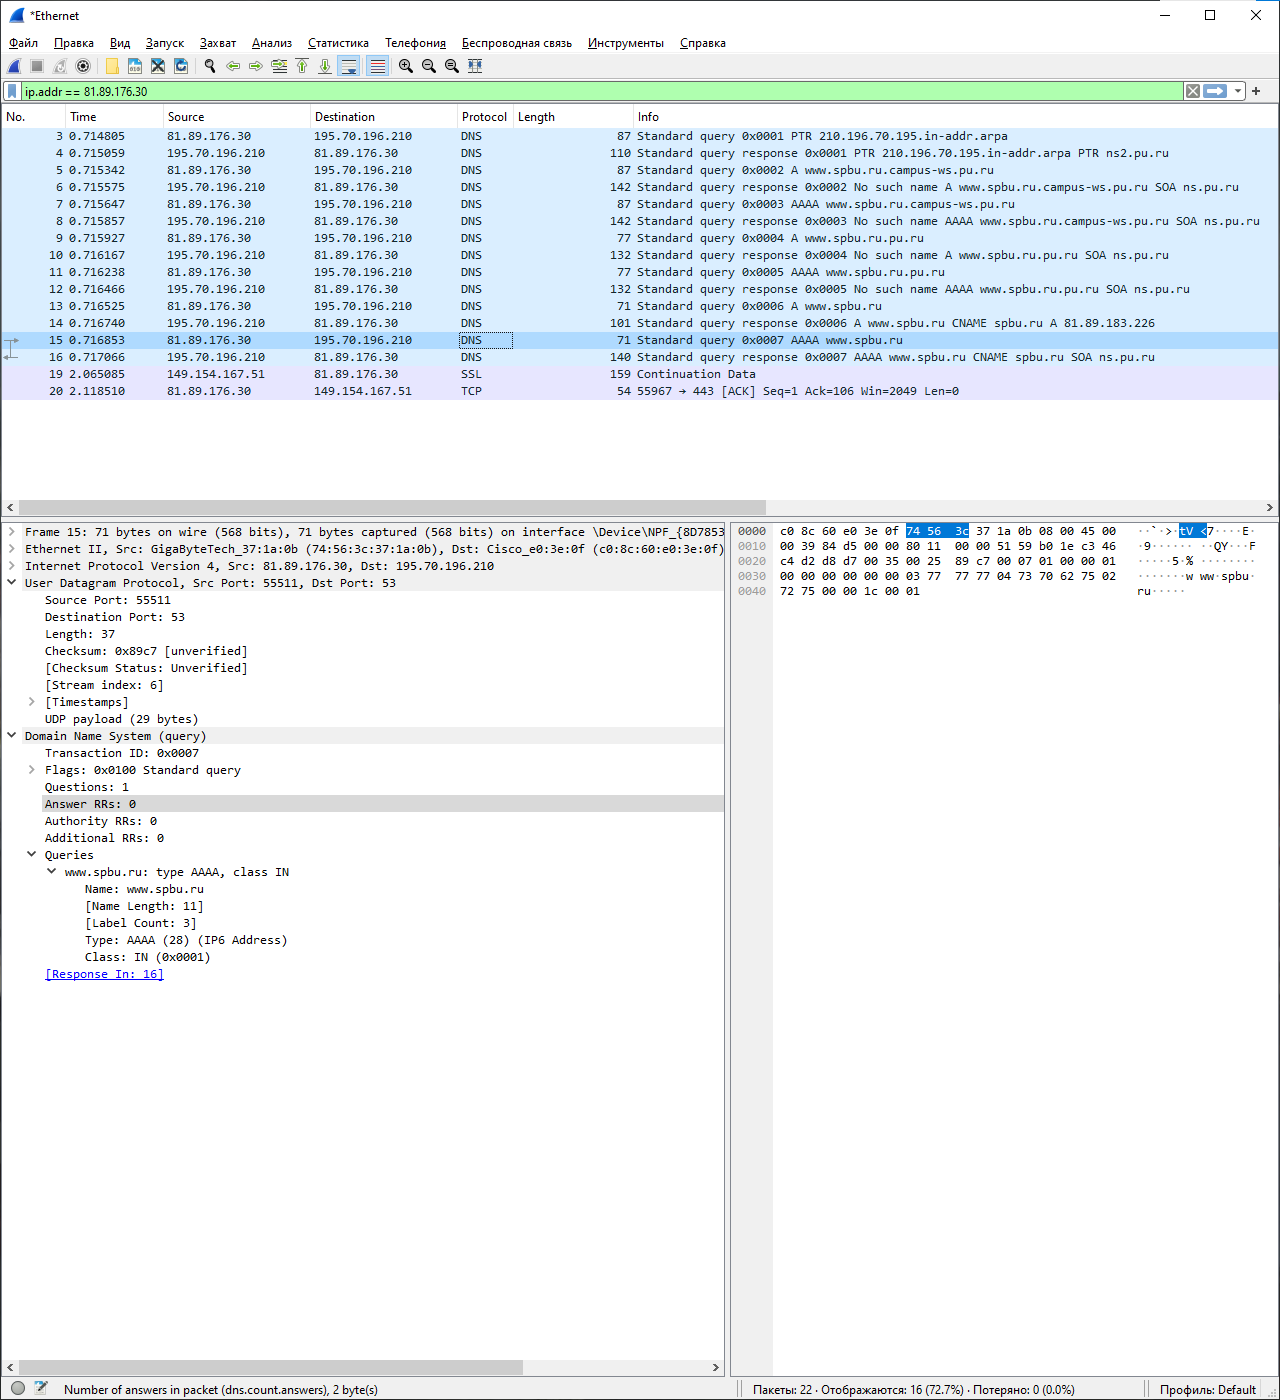 *Ethernet
Файл Правка Вид Запуск Захват Анализ Статистика Телефония Беспроводная связь Инструменты Справка
ip.addr == 81.89.176.30
No. Time Source Destination Protocol Length Info
3 0.714805 81.89.176.30 195.70.196.210 DNS 87 Standard query 0x0001 PTR 210.196.70.195.in-addr.arpa
4 0.715059 195.70.196.210 81.89.176.30 DNS 110 Standard query response 0x0001 PTR 210.196.70.195.in-addr.arpa PTR ns2.pu.ru
5 0.715342 81.89.176.30 195.70.196.210 DNS 87 Standard query 0x0002 A www.spbu.ru.campus-ws.pu.ru
6 0.715575 195.70.196.210 81.89.176.30 DNS 142 Standard query response 0x0002 No such name A www.spbu.ru.campus-ws.pu.ru SOA ns.pu.ru
7 0.715647 81.89.176.30 195.70.196.210 DNS 87 Standard query 0x0003 AAAA www.spbu.ru.campus-ws.pu.ru
8 0.715857 195.70.196.210 81.89.176.30 DNS 142 Standard query response 0x0003 No such name AAAA www.spbu.ru.campus-ws.pu.ru SOA ns.pu.ru
9 0.715927 81.89.176.30 195.70.196.210 DNS 77 Standard query 0x0004 A www.spbu.ru.pu.ru
10 0.716167 195.70.196.210 81.89.176.30 DNS 132 Standard query response 0x0004 No such name A www.spbu.ru.pu.ru SOA ns.pu.ru
11 0.716238 81.89.176.30 195.70.196.210 DNS 77 Standard query 0x0005 AAAA www.spbu.ru.pu.ru
12 0.716466 195.70.196.210 81.89.176.30 DNS 132 Standard query response 0x0005 No such name AAAA www.spbu.ru.pu.ru SOA ns.pu.ru
13 0.716525 81.89.176.30 195.70.196.210 DNS 71 Standard query 0x0006 A www.spbu.ru
14 0.716740 195.70.196.210 81.89.176.30 DNS 101 Standard query response 0x0006 A www.spbu.ru CNAME spbu.ru A 81.89.183.226
15 0.716853 81.89.176.30 195.70.196.210 DNS 71 Standard query 0x0007 AAAA www.spbu.ru
16 0.717066 195.70.196.210 81.89.176.30 DNS 140 Standard query response 0x0007 AAAA www.spbu.ru CNAME spbu.ru SOA ns.pu.ru
19 2.065085 149.154.167.51 81.89.176.30 SSL 159 Continuation Data
20 2.118510 81.89.176.30 149.154.167.51 TCP 54 55967 → 443 [ACK] Seq=1 Ack=106 Win=2049 Len=0
Frame 15: 71 bytes on wire (568 bits), 71 bytes captured (568 bits) on interface \Device\NPF_{8D7853
Ethernet II, Src: GigaByteTech_37:1a:0b (74:56:3c:37:1a:0b), Dst: Cisco_e0:3e:0f (c0:8c:60:e0:3e:0f)
Internet Protocol Version 4, Src: 81.89.176.30, Dst: 195.70.196.210
User Datagram Protocol, Src Port: 55511, Dst Port: 53
Source Port: 55511
Destination Port: 53
Length: 37
Checksum: 0x89c7 [unverified]
[Checksum Status: Unverified]
[Stream index: 6]
[Timestamps]
UDP payload (29 bytes)
Domain Name System (query)
Transaction ID: 0x0007
Flags: 0x0100 Standard query
Questions: 1
Answer RRs: 0
Authority RRs: 0
Additional RRs: 0
Queries
www.spbu.ru: type AAAA, class IN
Name: www.spbu.ru
[Name Length: 11]
[Label Count: 3]
Type: AAAA (28) (IP6 Address)
Class: IN (0x0001)
[Response In: 16]
0000 c0 8c 60 e0 3e 0f 74 56 3c 37 1a 0b 08 00 45 00 ··`·>·tV <7····E·
0010 00 39 84 d5 00 00 80 11 00 00 51 59 b0 1e c3 46 ·9······ ··QY···F
0020 c4 d2 d8 d7 00 35 00 25 89 c7 00 07 01 00 00 01 ·····5·% ········
0030 00 00 00 00 00 00 03 77 77 77 04 73 70 62 75 02 ·······w ww·spbu·
0040 72 75 00 00 1c 00 01 ru·····
Number of answers in packet (dns.count.answers), 2 byte(s)
Пакеты: 22 · Отображаются: 16 (72.7%) · Потеряно: 0 (0.0%)
Профиль: Default